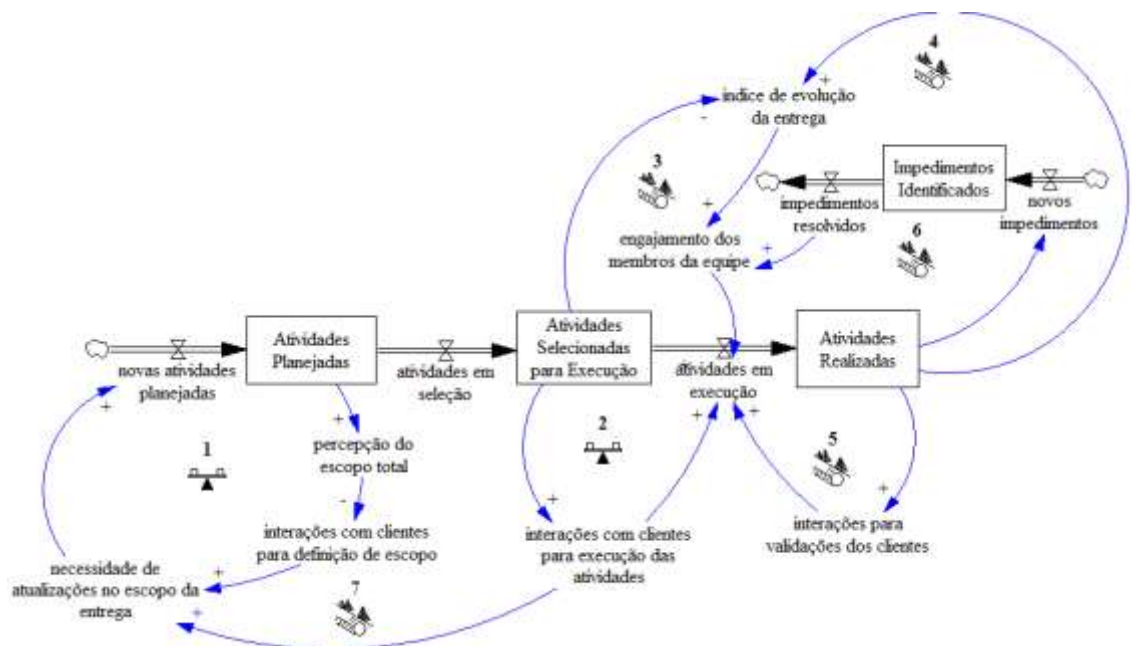 4
+
índice de evolução
da entrega
-
3
Impedimentos
Identificados
impedimentos
resolvidos
novos
impedimentos
+
6
engajamento dos
membros da equipe
+
Atividades
Planejadas
Atividades
Selecionadas
para Execução
Atividades
Realizadas
novas atividades
planejadas
atividades em
seleção
atividades em
execução
+
+
+
+
1
2
5
percepção do
escopo total
-
+
+
interações com clientes
para definição de escopo
interações com clientes
para execução das
atividades
interações para
validações dos clientes
necessidade de
atualizações no escopo da
entrega
+
7
+